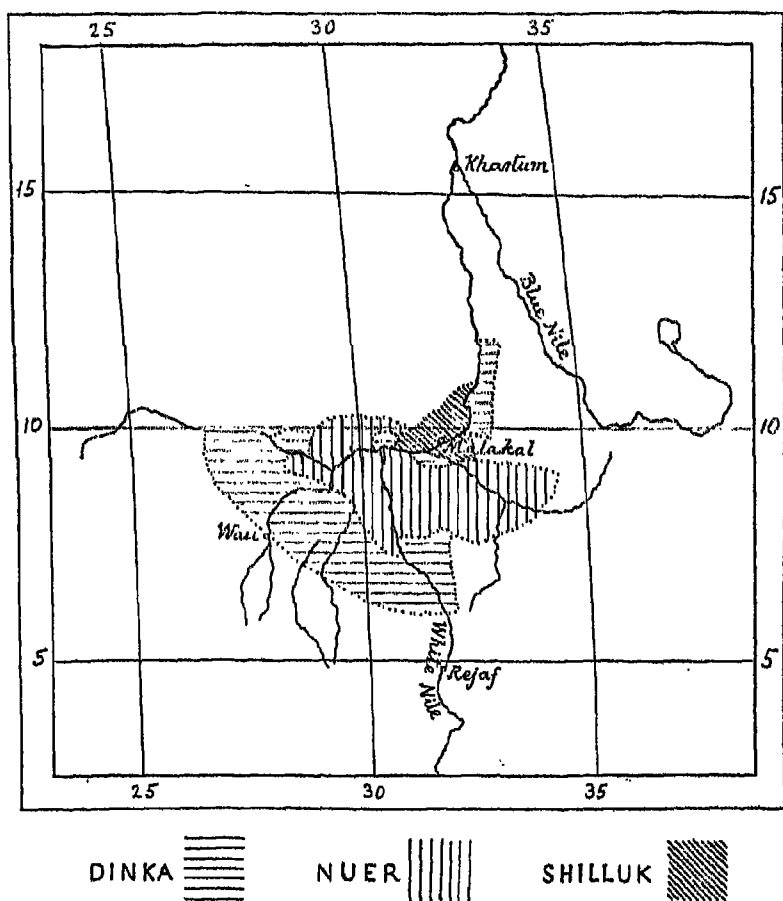 25 30 35
Khartum
15 15
Blue Nile
10 10
Malakal
Wau
White Nile
5 5
Rejaf
25 30 35
DINKA NUER SHILLUK